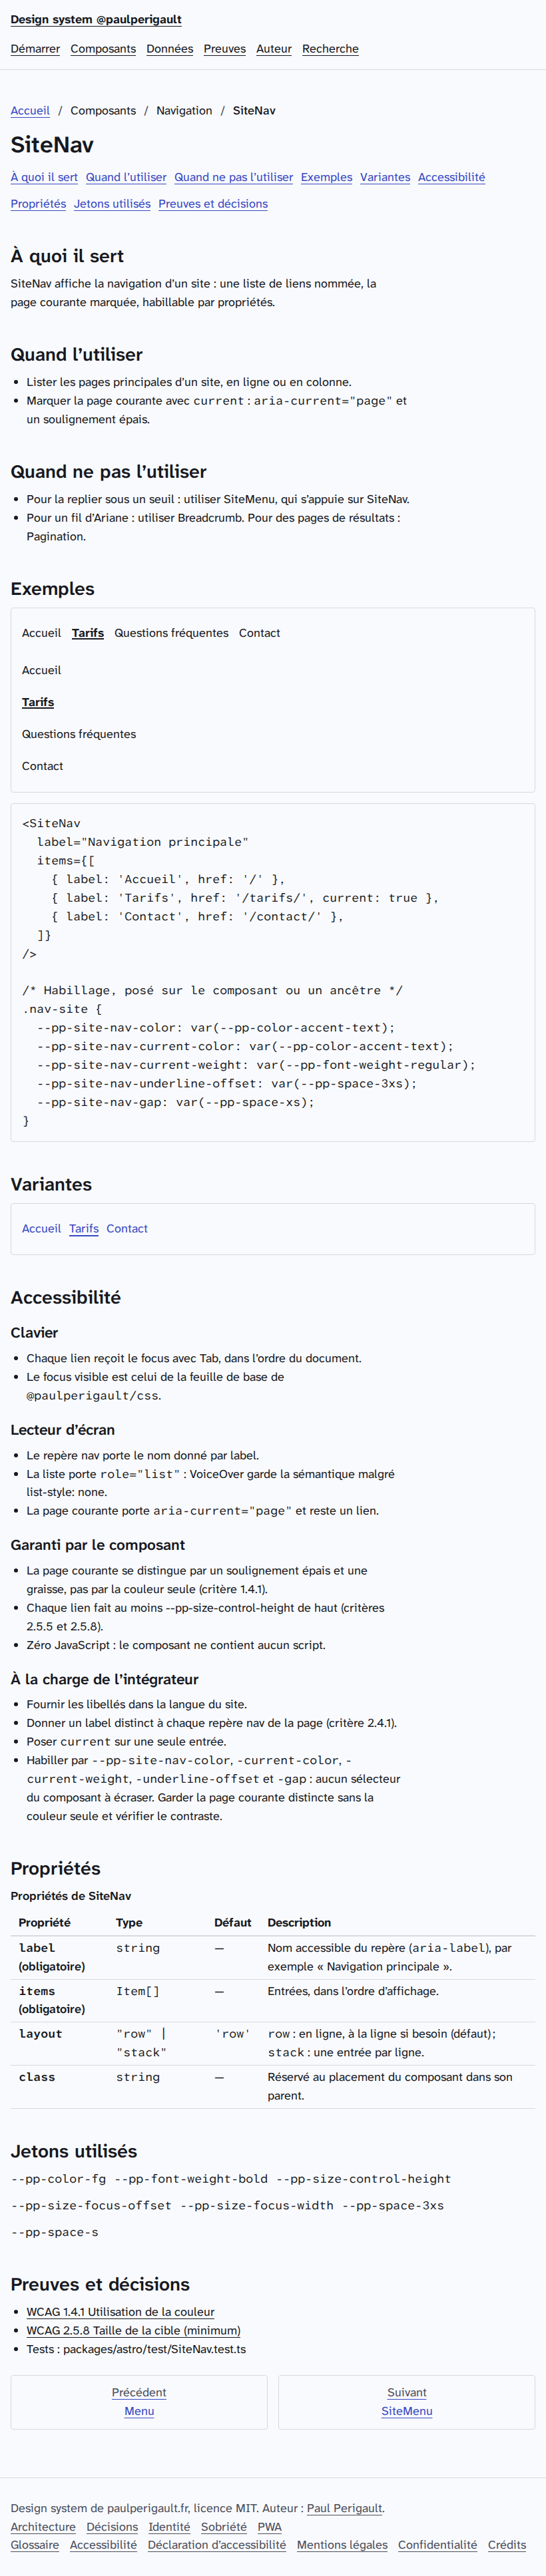 Design system @paulperigault
Démarrer Composants Données Preuves Auteur Recherche
Accueil / Composants / Navigation / SiteNav
SiteNav
À quoi il sert Quand l’utiliser Quand ne pas l’utiliser Exemples Variantes Accessibilité
Propriétés Jetons utilisés Preuves et décisions
À quoi il sert
SiteNav affiche la navigation d’un site : une liste de liens nommée, la
page courante marquée, habillable par propriétés.
Quand l’utiliser
Lister les pages principales d’un site, en ligne ou en colonne.
Marquer la page courante avec current : aria-current="page" et
un soulignement épais.
Quand ne pas l’utiliser
Pour la replier sous un seuil : utiliser SiteMenu, qui s’appuie sur SiteNav.
Pour un fil d’Ariane : utiliser Breadcrumb. Pour des pages de résultats :
Pagination.
Exemples
Accueil Tarifs Questions fréquentes Contact
Accueil
Tarifs
Questions fréquentes
Contact
<SiteNav
label="Navigation principale"
items={[
{ label: 'Accueil', href: '/' },
{ label: 'Tarifs', href: '/tarifs/', current: true },
{ label: 'Contact', href: '/contact/' },
]}
/>
/* Habillage, posé sur le composant ou un ancêtre */
.nav-site {
--pp-site-nav-color: var(--pp-color-accent-text);
--pp-site-nav-current-color: var(--pp-color-accent-text);
--pp-site-nav-current-weight: var(--pp-font-weight-regular);
--pp-site-nav-underline-offset: var(--pp-space-3xs);
--pp-site-nav-gap: var(--pp-space-xs);
}
Variantes
Accueil Tarifs Contact
Accessibilité
Clavier
Chaque lien reçoit le focus avec Tab, dans l’ordre du document.
Le focus visible est celui de la feuille de base de
@paulperigault/css.
Lecteur d’écran
Le repère nav porte le nom donné par label.
La liste porte role="list" : VoiceOver garde la sémantique malgré
list-style: none.
La page courante porte aria-current="page" et reste un lien.
Garanti par le composant
La page courante se distingue par un soulignement épais et une
graisse, pas par la couleur seule (critère 1.4.1).
Chaque lien fait au moins --pp-size-control-height de haut (critères
2.5.5 et 2.5.8).
Zéro JavaScript : le composant ne contient aucun script.
À la charge de l’intégrateur
Fournir les libellés dans la langue du site.
Donner un label distinct à chaque repère nav de la page (critère 2.4.1).
Poser current sur une seule entrée.
Habiller par --pp-site-nav-color, -current-color, -
current-weight, -underline-offset et -gap : aucun sélecteur
du composant à écraser. Garder la page courante distincte sans la
couleur seule et vérifier le contraste.
Propriétés
Propriétés de SiteNav
Propriété Type Défaut Description
label string — Nom accessible du repère (aria-label), par
(obligatoire) exemple « Navigation principale ».
items Item[] — Entrées, dans l’ordre d’affichage.
(obligatoire)
layout "row" | 'row' row : en ligne, à la ligne si besoin (défaut) ;
"stack" stack : une entrée par ligne.
class string — Réservé au placement du composant dans son
parent.
Jetons utilisés
--pp-color-fg --pp-font-weight-bold --pp-size-control-height
--pp-size-focus-offset --pp-size-focus-width --pp-space-3xs
--pp-space-s
Preuves et décisions
WCAG 1.4.1 Utilisation de la couleur
WCAG 2.5.8 Taille de la cible (minimum)
Tests : packages/astro/test/SiteNav.test.ts
Précédent Suivant
Menu SiteMenu
Design system de paulperigault.fr, licence MIT. Auteur : Paul Perigault.
Architecture Décisions Identité Sobriété PWA
Glossaire Accessibilité Déclaration d’accessibilité Mentions légales Confidentialité Crédits